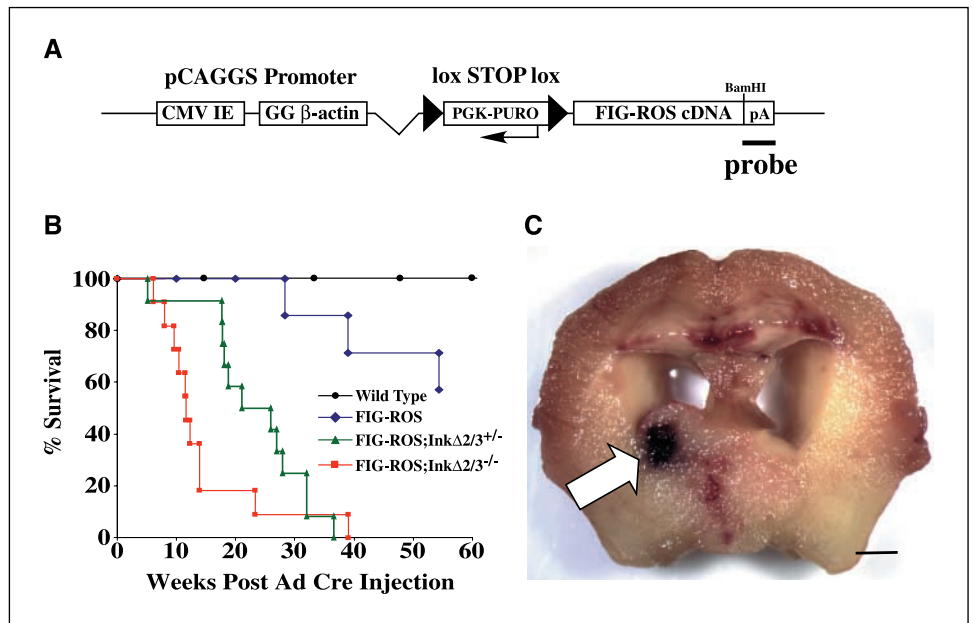 A
pCAGGS Promoter
lox STOP lox
BamHI
CMV IE
GG β-actin
PGK-PURO
FIG-ROS cDNA
pA
probe
B
100
80
60
40
20
0
% Survival
Wild Type
FIG-ROS
FIG-ROS;InkΔ2/3+/-
FIG-ROS;InkΔ2/3-/-
0 10 20 30 40 50 60
Weeks Post Ad Cre Injection
C